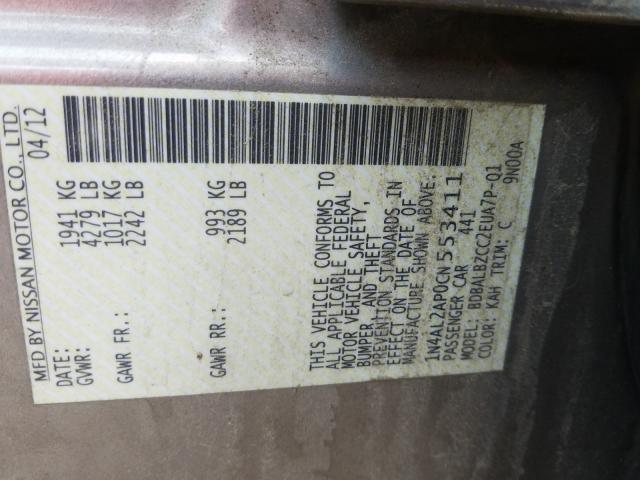 MFD BY NISSAN MOTOR CO., LTD.
DATE: 04/12
GVWR: 1941 KG
4279 LB
GAWR FR.: 1017 KG
2242 LB
GAWR RR.: 993 KG
2189 LB
THIS VEHICLE CONFORMS TO
ALL APPLICABLE FEDERAL
MOTOR VEHICLE SAFETY,
BUMPER AND THEFT
PREVENTION STANDARDS IN
EFFECT ON THE DATE OF
MANUFACTURE SHOWN ABOVE.
1N4AL2AP0CN553411
PASSENGER CAR 441
MODEL: BDBALBZCC2EUA7P-Q1
COLOR: KAH TRIM: C 9N00A